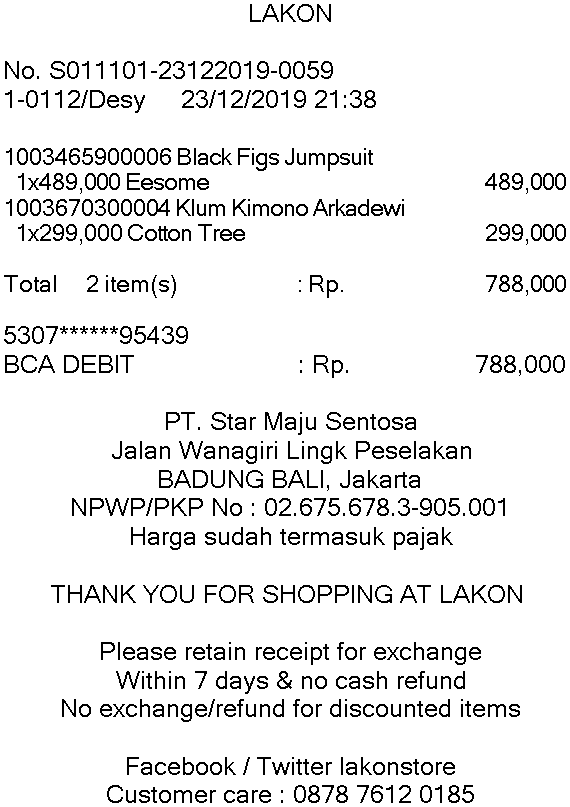 LAKON
No. S011101-23122019-0059
1-0112/Desy 23/12/2019 21:38
1003465900006 Black Figs Jumpsuit
1x489,000 Eesome 489,000
1003670300004 Klum Kimono Arkadewi
1x299,000 Cotton Tree 299,000
Total 2 item(s) : Rp. 788,000
5307******95439
BCA DEBIT : Rp. 788,000
PT. Star Maju Sentosa
Jalan Wanagiri Lingk Peselakan
BADUNG BALI, Jakarta
NPWP/PKP No : 02.675.678.3-905.001
Harga sudah termasuk pajak
THANK YOU FOR SHOPPING AT LAKON
Please retain receipt for exchange
Within 7 days & no cash refund
No exchange/refund for discounted items
Facebook / Twitter lakonstore
Customer care : 0878 7612 0185